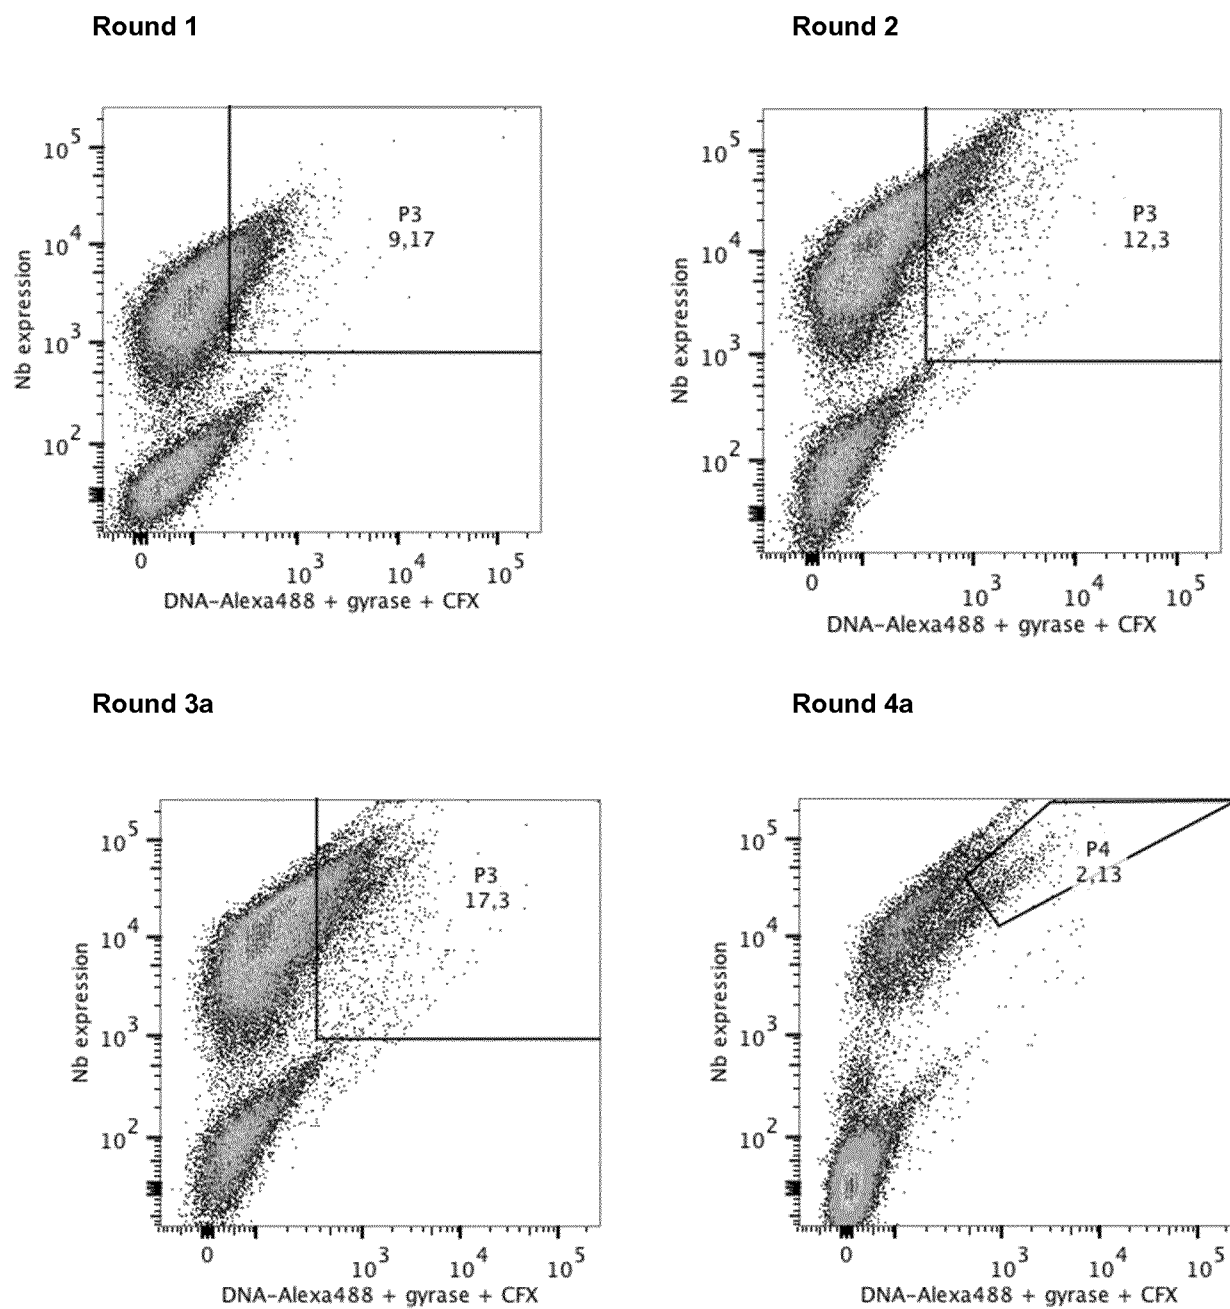 Round 1
10^5
10^4
10^3
10^2
Nb expression
P3
9,17
0
10^3
10^4
10^5
DNA-Alexa488 + gyrase + CFX
Round 2
10^5
10^4
10^3
10^2
Nb expression
P3
12,3
0
10^3
10^4
10^5
DNA-Alexa488 + gyrase + CFX
Round 3a
10^5
10^4
10^3
10^2
Nb expression
P3
17,3
0
10^3
10^4
10^5
DNA-Alexa488 + gyrase + CFX
Round 4a
10^5
10^4
10^3
10^2
Nb expression
P4
2,13
0
10^3
10^4
10^5
DNA-Alexa488 + gyrase + CFX